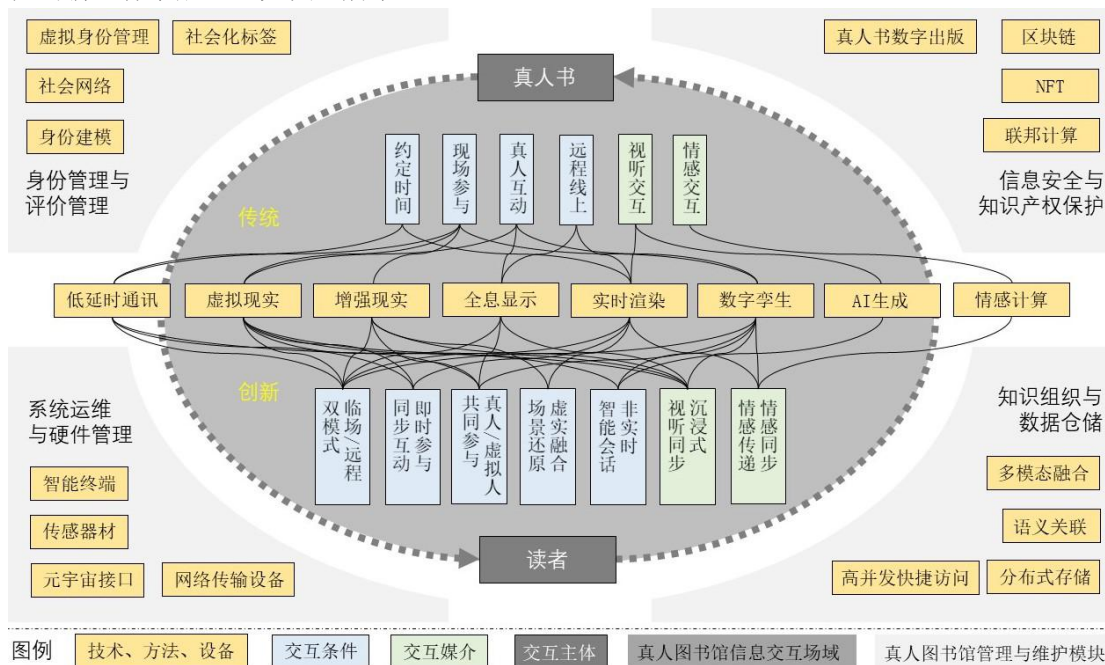 虚拟身份管理
社会化标签
社会网络
身份建模
身份管理与
评价管理
真人书
真人书数字出版
区块链
NFT
联邦计算
信息安全与
知识产权保护
传统
约定时间
现场参与
真人互动
远程线上
视听交互
情感交互
低延时通讯
虚拟现实
增强现实
全息显示
实时渲染
数字孪生
AI生成
情感计算
创新
临场/远程
双模式
即时参与
同步互动
真人/虚拟人
共同参与
虚实融合
场景还原
非实时
智能会话
沉浸式
视听同步
情感同步
情感传递
读者
系统运维
与硬件管理
智能终端
传感器材
元宇宙接口
网络传输设备
知识组织与
数据仓储
多模态融合
语义关联
高并发快捷访问
分布式存储
图例
技术、方法、设备
交互条件
交互媒介
交互主体
真人图书馆信息交互场域
真人图书馆管理与维护模块